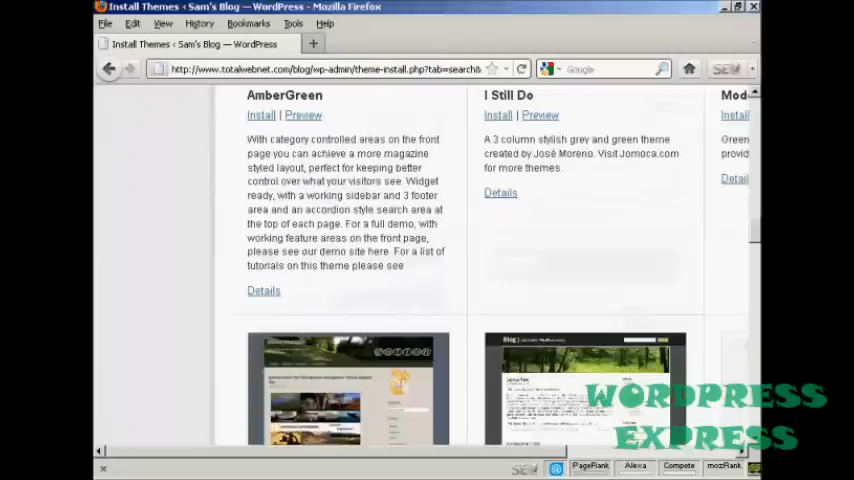 Install Themes ‹ Sam's Blog — WordPress - Mozilla Firefox
File Edit View History Bookmarks Tools Help
Install Themes ‹ Sam's Blog — WordPress
http://www.totalwebnet.com/blog/wp-admin/theme-install.php?tab=search&
Google
SEO
AmberGreen
Install | Preview
With category controlled areas on the front
page you can achieve a more magazine
styled layout, perfect for keeping better
control over what your visitors see. Widget
ready, with a working sidebar and 3 footer
area and an accordion style search area at
the top of each page. For a full demo, with
working feature areas on the front page,
please see our demo site here. For a list of
tutorials on this theme please see
Details
I Still Do
Install | Preview
A 3 column stylish grey and green theme
created by José Moreno. Visit Jomoca.com
for more themes.
Details
Mod
Install
Green
provid
Details
Blog
WORDPRESS
EXPRESS
SEO
PageRank
Alexa
Compete
mozRank